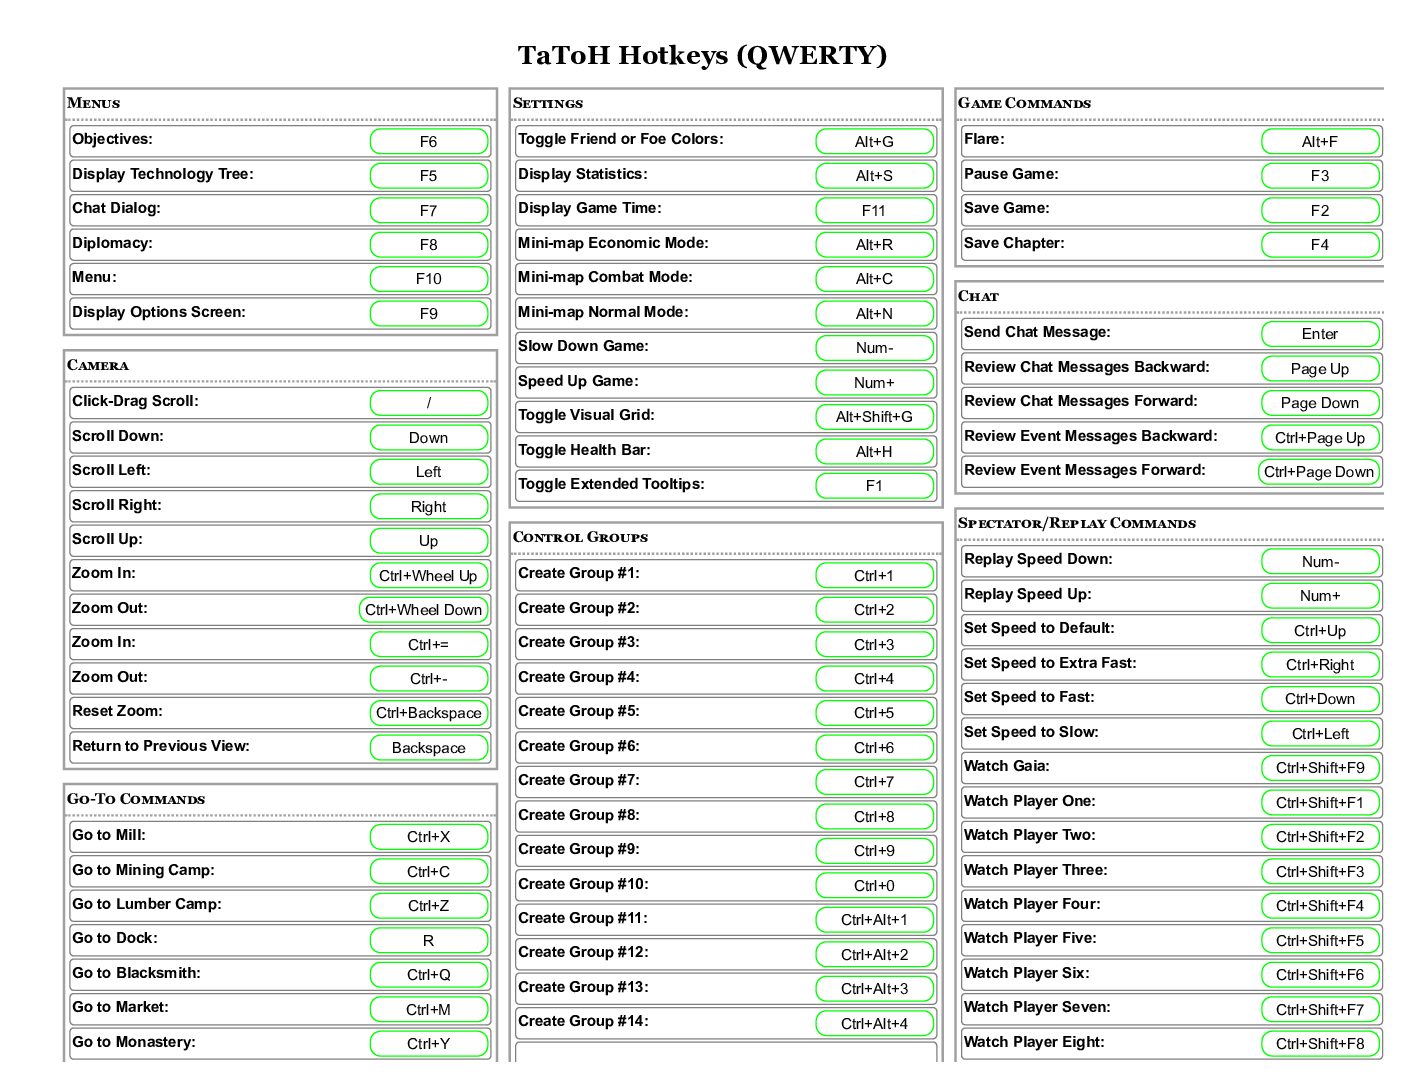 TaToH Hotkeys (QWERTY)
Menus
Objectives: F6
Display Technology Tree: F5
Chat Dialog: F7
Diplomacy: F8
Menu: F10
Display Options Screen: F9
Camera
Click-Drag Scroll: /
Scroll Down: Down
Scroll Left: Left
Scroll Right: Right
Scroll Up: Up
Zoom In: Ctrl+Wheel Up
Zoom Out: Ctrl+Wheel Down
Zoom In: Ctrl+=
Zoom Out: Ctrl+-
Reset Zoom: Ctrl+Backspace
Return to Previous View: Backspace
Go-To Commands
Go to Mill: Ctrl+X
Go to Mining Camp: Ctrl+C
Go to Lumber Camp: Ctrl+Z
Go to Dock: R
Go to Blacksmith: Ctrl+Q
Go to Market: Ctrl+M
Go to Monastery: Ctrl+Y
Settings
Toggle Friend or Foe Colors: Alt+G
Display Statistics: Alt+S
Display Game Time: F11
Mini-map Economic Mode: Alt+R
Mini-map Combat Mode: Alt+C
Mini-map Normal Mode: Alt+N
Slow Down Game: Num-
Speed Up Game: Num+
Toggle Visual Grid: Alt+Shift+G
Toggle Health Bar: Alt+H
Toggle Extended Tooltips: F1
Control Groups
Create Group #1: Ctrl+1
Create Group #2: Ctrl+2
Create Group #3: Ctrl+3
Create Group #4: Ctrl+4
Create Group #5: Ctrl+5
Create Group #6: Ctrl+6
Create Group #7: Ctrl+7
Create Group #8: Ctrl+8
Create Group #9: Ctrl+9
Create Group #10: Ctrl+0
Create Group #11: Ctrl+Alt+1
Create Group #12: Ctrl+Alt+2
Create Group #13: Ctrl+Alt+3
Create Group #14: Ctrl+Alt+4
Game Commands
Flare: Alt+F
Pause Game: F3
Save Game: F2
Save Chapter: F4
Chat
Send Chat Message: Enter
Review Chat Messages Backward: Page Up
Review Chat Messages Forward: Page Down
Review Event Messages Backward: Ctrl+Page Up
Review Event Messages Forward: Ctrl+Page Down
Spectator/Replay Commands
Replay Speed Down: Num-
Replay Speed Up: Num+
Set Speed to Default: Ctrl+Up
Set Speed to Extra Fast: Ctrl+Right
Set Speed to Fast: Ctrl+Down
Set Speed to Slow: Ctrl+Left
Watch Gaia: Ctrl+Shift+F9
Watch Player One: Ctrl+Shift+F1
Watch Player Two: Ctrl+Shift+F2
Watch Player Three: Ctrl+Shift+F3
Watch Player Four: Ctrl+Shift+F4
Watch Player Five: Ctrl+Shift+F5
Watch Player Six: Ctrl+Shift+F6
Watch Player Seven: Ctrl+Shift+F7
Watch Player Eight: Ctrl+Shift+F8